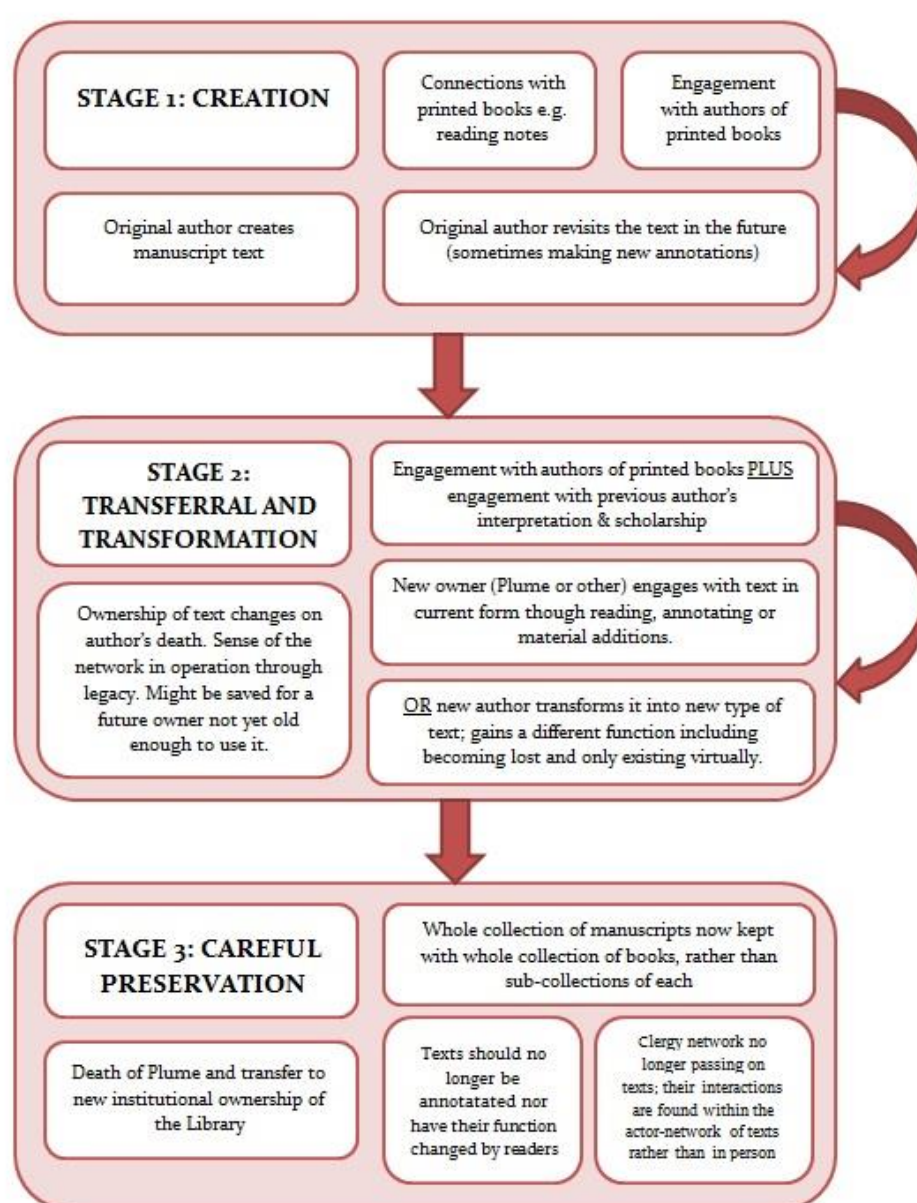 STAGE 1: CREATION
Connections with
printed books e.g.
reading notes
Engagement
with authors of
printed books
Original author creates
manuscript text
Original author revisits the text in the future
(sometimes making new annotations)
STAGE 2:
TRANSFERRAL AND
TRANSFORMATION
Engagement with authors of printed books PLUS
engagement with previous author's
interpretation & scholarship
Ownership of text changes on
author's death. Sense of the
network in operation through
legacy. Might be saved for a
future owner not yet old
enough to use it.
New owner (Plume or other) engages with text in
current form though reading, annotating or
material additions.
OR new author transforms it into new type of
text; gains a different function including
becoming lost and only existing virtually.
STAGE 3: CAREFUL
PRESERVATION
Whole collection of manuscripts now kept
with whole collection of books, rather than
sub-collections of each
Death of Plume and transfer to
new institutional ownership of
the Library
Texts should no
longer be
annotatated nor
have their function
changed by readers
Clergy network no
longer passing on
texts; their interactions
are found within the
actor-network of texts
rather than in person